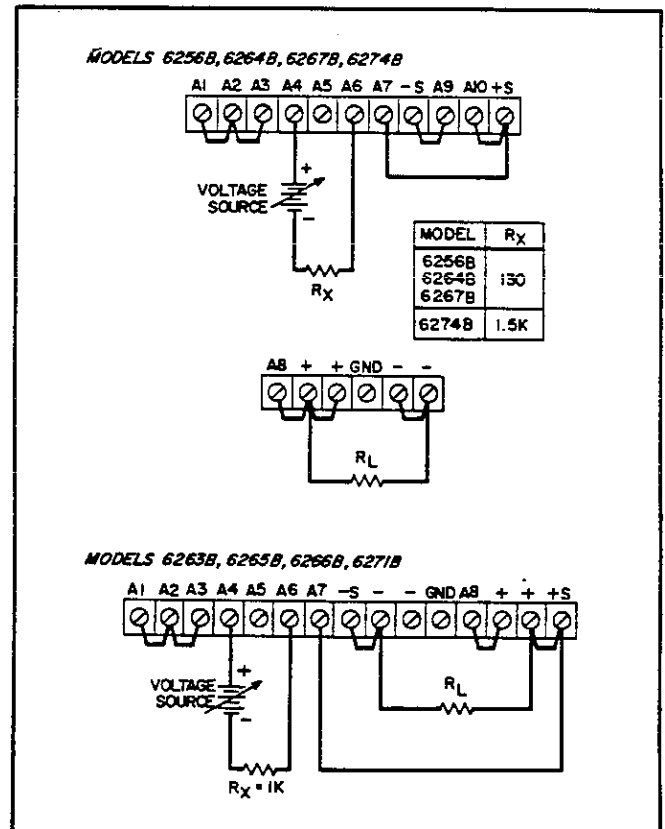 MODELS 6256B, 6264B, 6267B, 6274B
A1 A2 A3 A4 A5 A6 A7 -S A9 A10 +S
+
VOLTAGE
SOURCE
-
RX
MODEL RX
6256B
6264B 130
6267B
6274B 1.5K
A8 + + GND - -
RL
MODELS 6263B, 6265B, 6266B, 6271B
A1 A2 A3 A4 A5 A6 A7 -S - - GND A8 + + +S
+
VOLTAGE
SOURCE
-
RL
RX = 1K